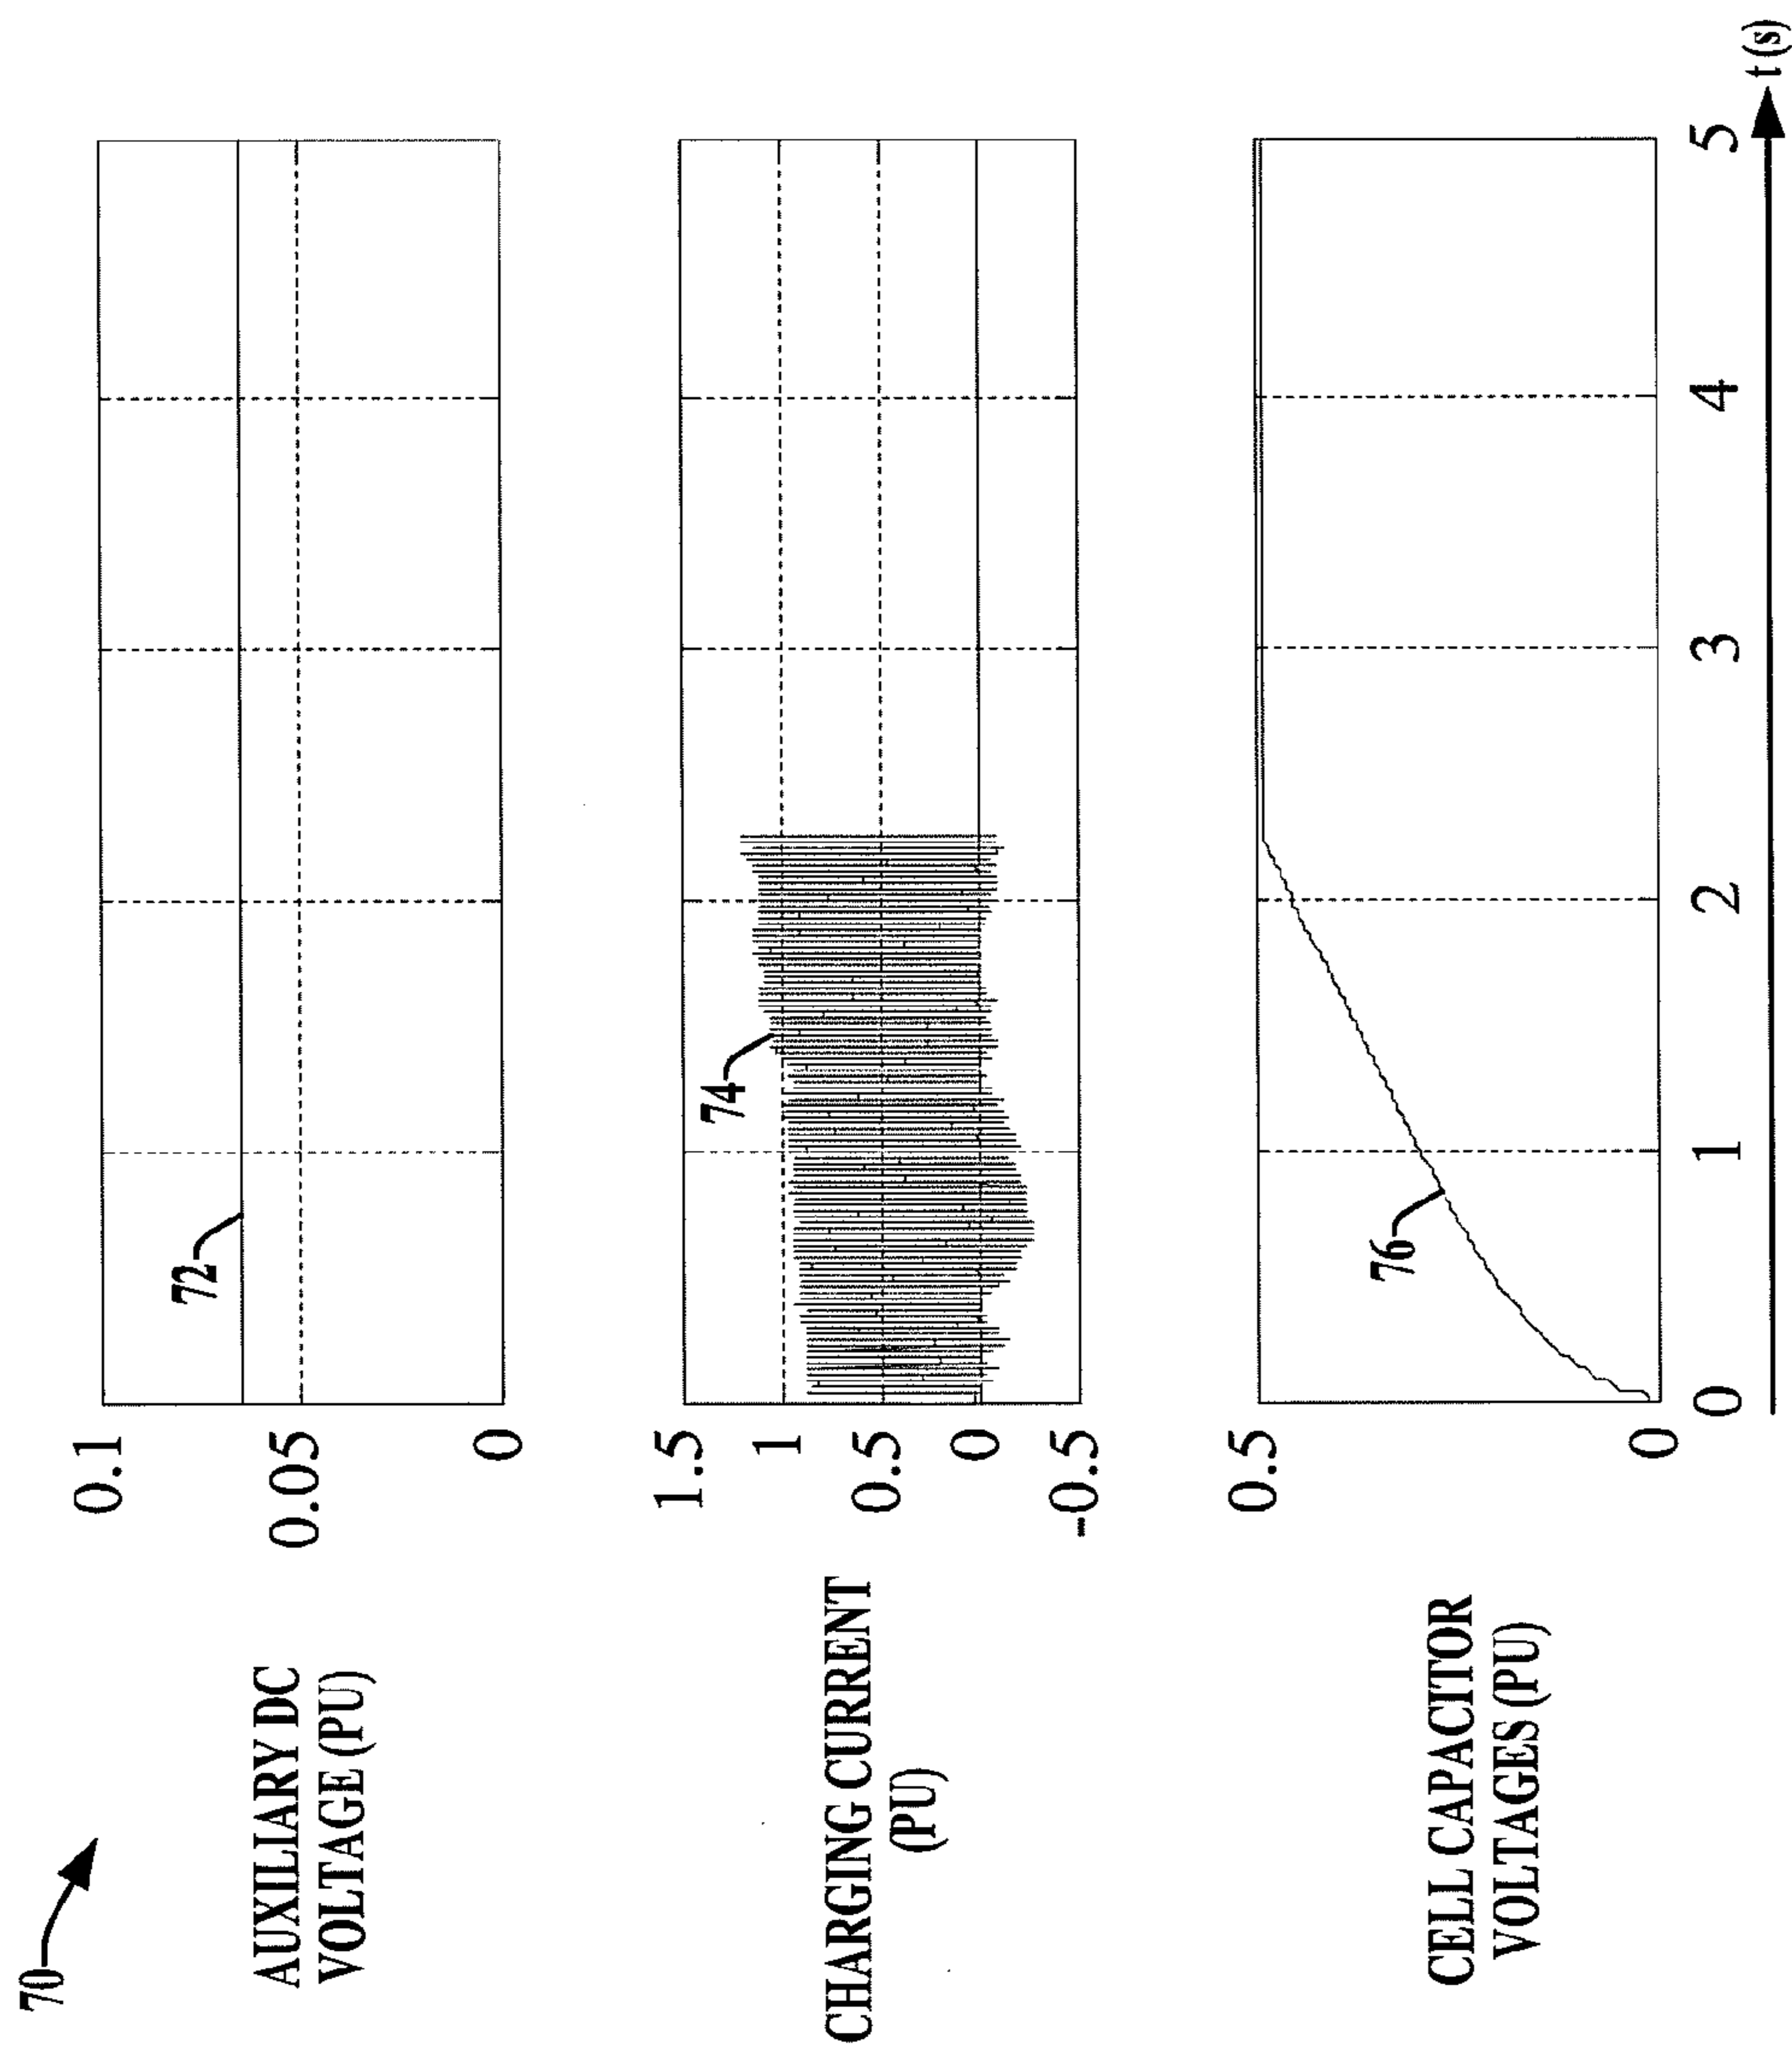 70
AUXILIARY DC
VOLTAGE (PU)
0.1
0.05
0
72
CHARGING CURRENT
(PU)
1.5
1
0.5
0
-0.5
74
CELL CAPACITOR
VOLTAGES (PU)
0.5
0
76
0 1 2 3 4 5
t (s)